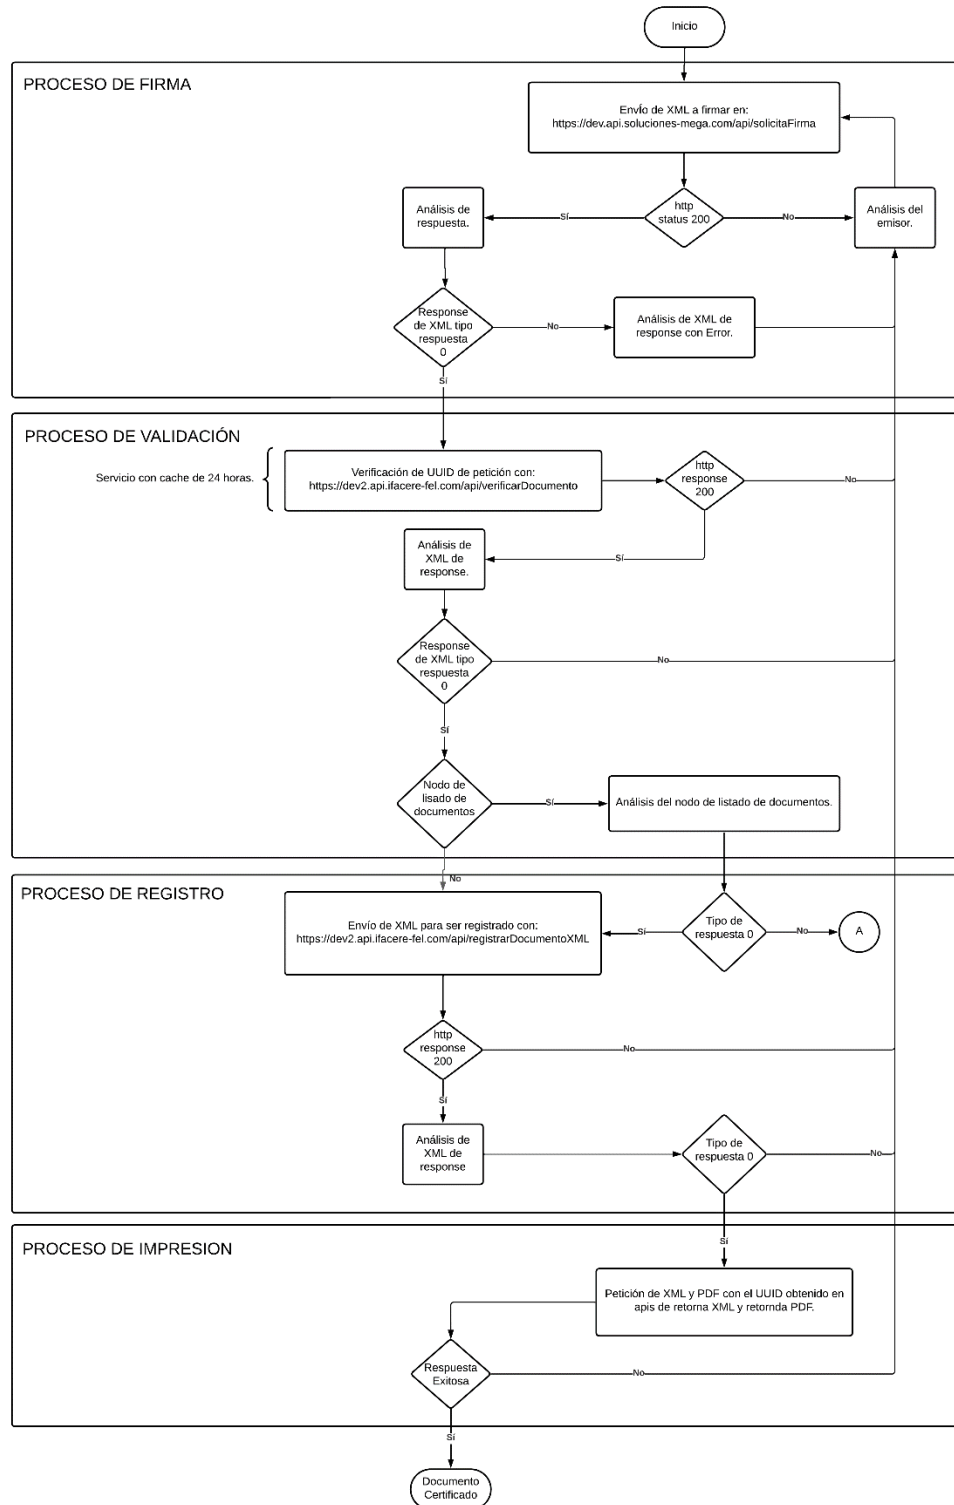 Inicio
PROCESO DE FIRMA
Envío de XML a firmar en:
https://dev.api.soluciones-mega.com/api/solicitaFirma
Análisis de
respuesta.
Sí
http
status 200
No
Análisis del
emisor.
Response
de XML tipo
respuesta
0
No
Análisis de XML de
response con Error.
Sí
PROCESO DE VALIDACIÓN
Servicio con cache de 24 horas.
Verificación de UUID de petición con:
https://dev2.api.ifacere-fel.com/api/verificarDocumento
http
response
200
No
Análisis de
XML de
response.
Sí
Response
de XML tipo
respuesta
0
No
Sí
Nodo de
lisado de
documentos
Sí
Análisis del nodo de listado de documentos.
No
PROCESO DE REGISTRO
Envío de XML para ser registrado con:
https://dev2.api.ifacere-fel.com/api/registrarDocumentoXML
Sí
Tipo de
respuesta 0
No
A
http
response
200
No
Sí
Análisis de
XML de
response
Tipo de
respuesta 0
No
Sí
PROCESO DE IMPRESION
Petición de XML y PDF con el UUID obtenido en
apis de retorna XML y retornda PDF.
Respuesta
Exitosa
No
Sí
Documento
Certificado